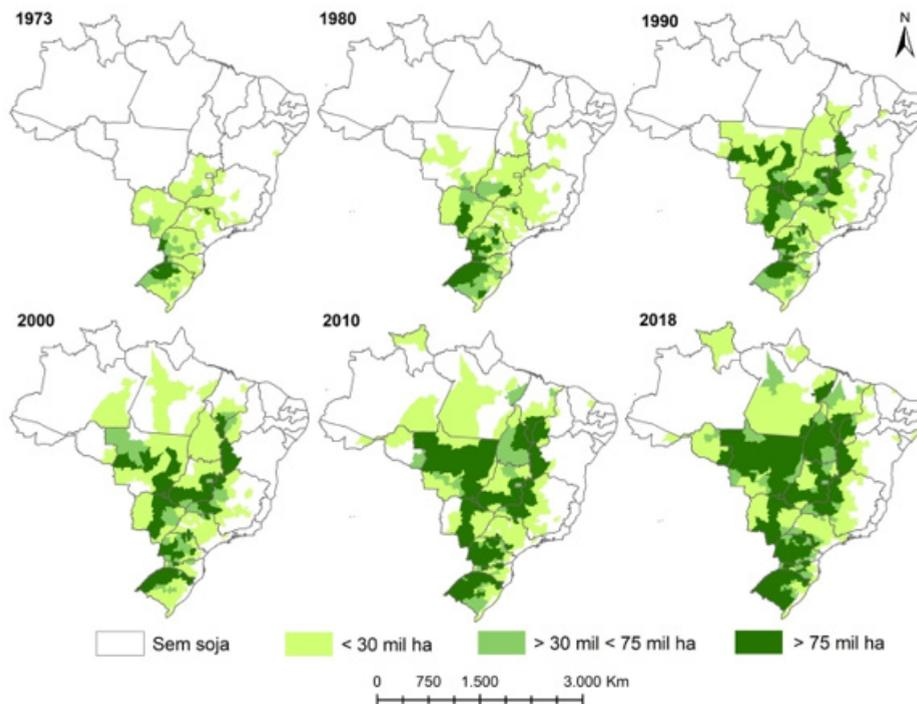 1973
1980
1990
N
2000
2010
2018
Sem soja
< 30 mil ha
> 30 mil < 75 mil ha
> 75 mil ha
0 750 1.500 3.000 Km